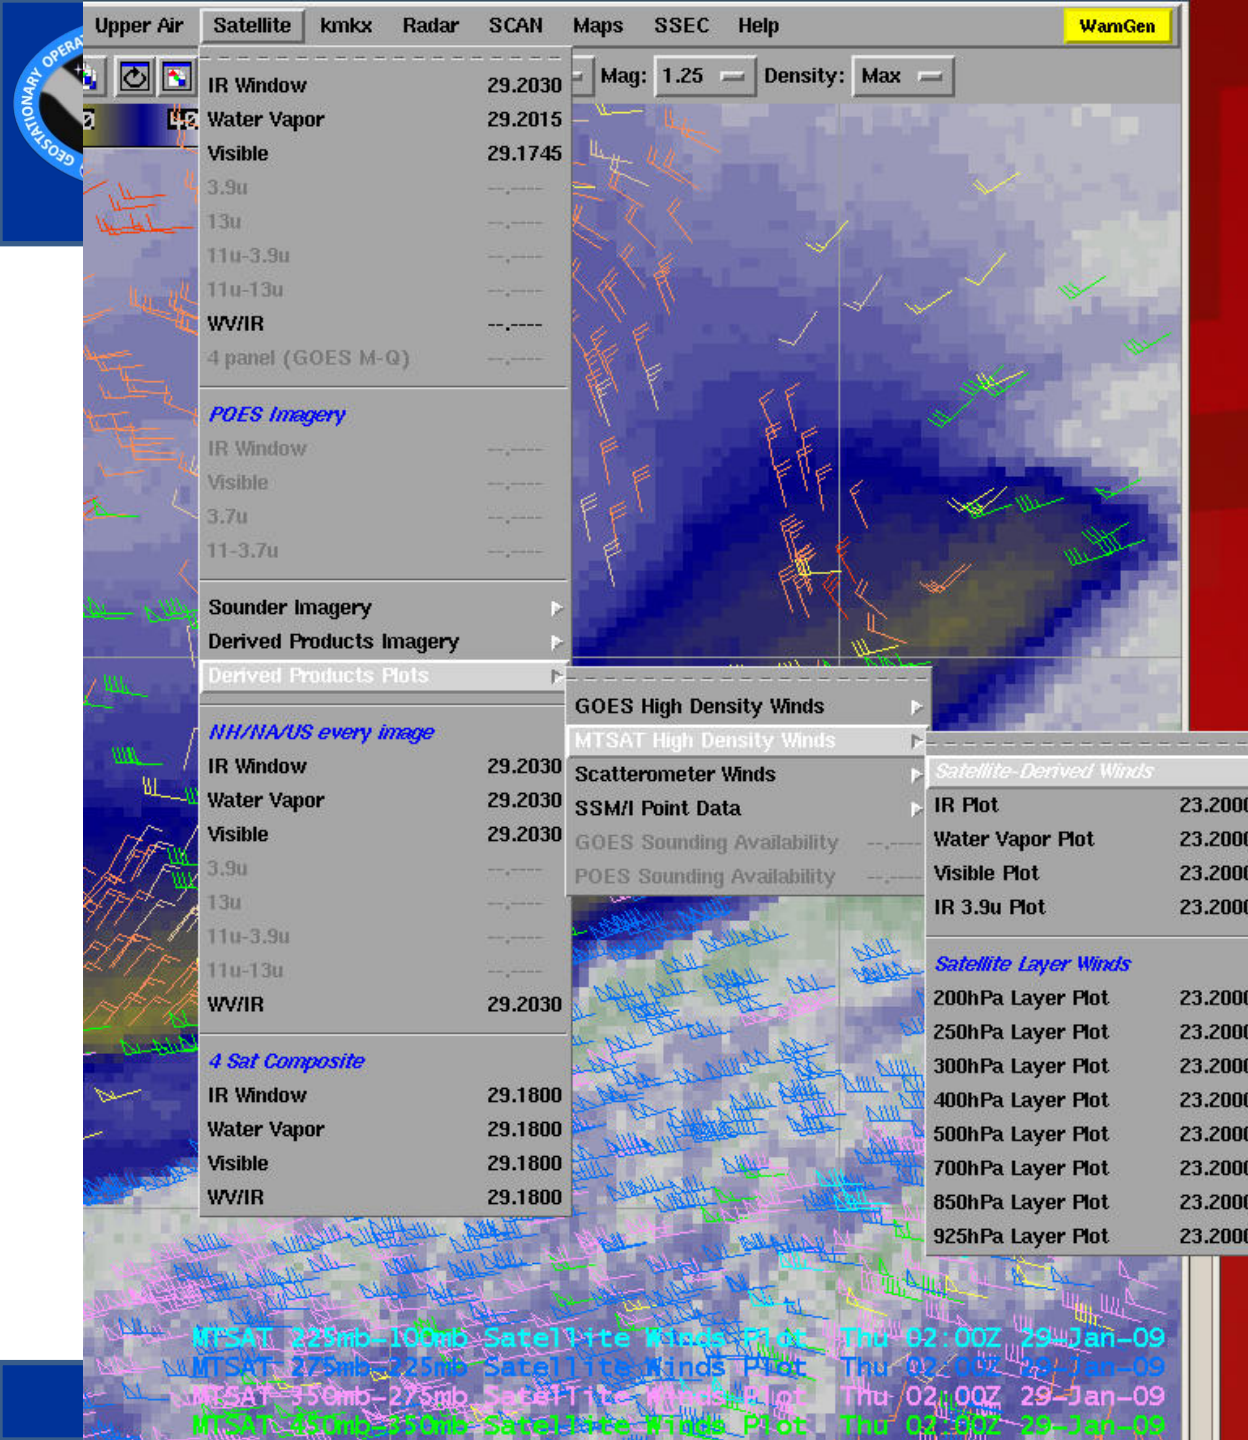 Upper Air Satellite kmkx Radar SCAN Maps SSEC Help WarnGen
Mag: 1.25 Density: Max
GEOSTATIONARY OPERA
40
IR Window 29.2030
Water Vapor 29.2015
Visible 29.1745
3.9u --.----
13u --.----
11u-3.9u --.----
11u-13u --.----
WV/IR --.----
4 panel (GOES M-Q) --.----
POES Imagery
IR Window --.----
Visible --.----
3.7u --.----
11-3.7u --.----
Sounder Imagery
Derived Products Imagery
Derived Products Plots
NH/NA/US every image
IR Window 29.2030
Water Vapor 29.2030
Visible 29.2030
3.9u --.----
13u --.----
11u-3.9u --.----
11u-13u --.----
WV/IR 29.2030
4 Sat Composite
IR Window 29.1800
Water Vapor 29.1800
Visible 29.1800
WV/IR 29.1800
GOES High Density Winds
MTSAT High Density Winds
Scatterometer Winds
SSM/I Point Data
GOES Sounding Availability --.----
POES Sounding Availability --.----
Satellite-Derived Winds
IR Plot 23.2000
Water Vapor Plot 23.2000
Visible Plot 23.2000
IR 3.9u Plot 23.2000
Satellite Layer Winds
200hPa Layer Plot 23.2000
250hPa Layer Plot 23.2000
300hPa Layer Plot 23.2000
400hPa Layer Plot 23.2000
500hPa Layer Plot 23.2000
700hPa Layer Plot 23.2000
850hPa Layer Plot 23.2000
925hPa Layer Plot 23.2000
MTSAT 225mb-100mb Satellite Winds Plot Thu 02:00Z 29-Jan-09
MTSAT 275mb-225mb Satellite Winds Plot Thu 02:00Z 29-Jan-09
MTSAT 350mb-275mb Satellite Winds Plot Thu 02:00Z 29-Jan-09
MTSAT 450mb-350mb Satellite Winds Plot Thu 02:00Z 29-Jan-09